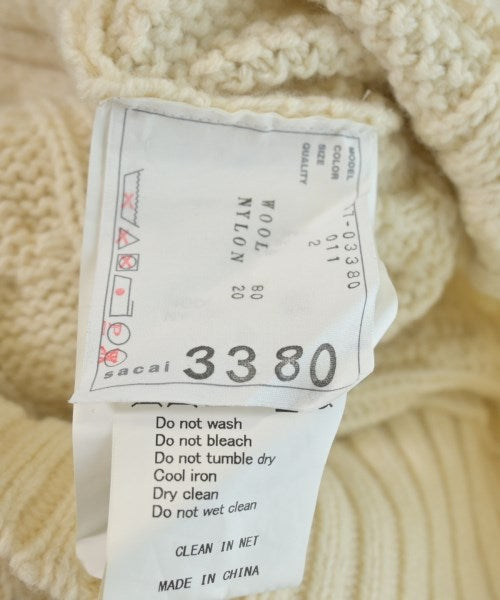 MODEL
COLOR 011
SIZE 2
QUALITY
17-03380
WOOL 80
NYLON 20
sacai 3380
Do not wash
Do not bleach
Do not tumble dry
Cool iron
Dry clean
Do not wet clean
CLEAN IN NET
MADE IN CHINA